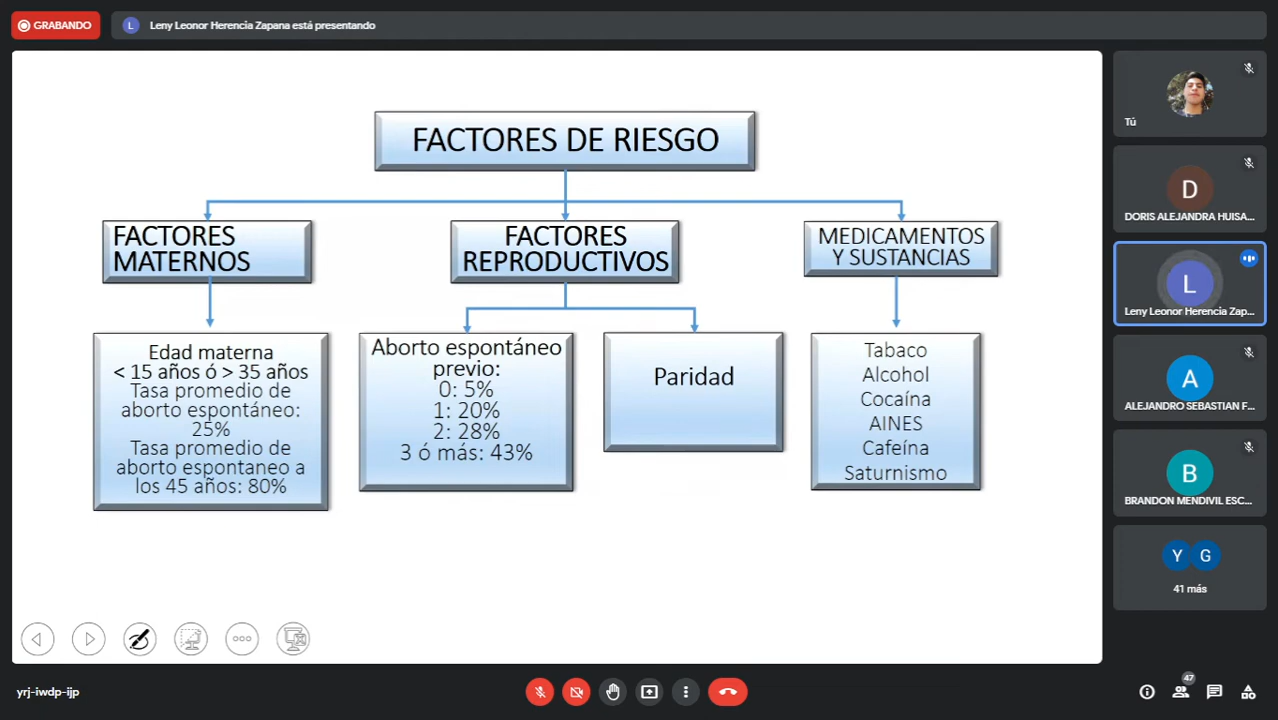 GRABANDO
Leny Leonor Herencia Zapana está presentando
FACTORES DE RIESGO
FACTORES
MATERNOS
FACTORES
REPRODUCTIVOS
MEDICAMENTOS
Y SUSTANCIAS
Edad materna
< 15 años ó > 35 años
Tasa promedio de
aborto espontáneo:
25%
Tasa promedio de
aborto espontaneo a
los 45 años: 80%
Aborto espontáneo
previo:
0: 5%
1: 20%
2: 28%
3 ó más: 43%
Paridad
Tabaco
Alcohol
Cocaína
AINES
Cafeína
Saturnismo
Tú
D
DORIS ALEJANDRA HUISA...
L
Leny Leonor Herencia Zap...
A
ALEJANDRO SEBASTIAN F...
B
BRANDON MENDIVIL ESC...
Y G
41 más
yrj-iwdp-ijp
47